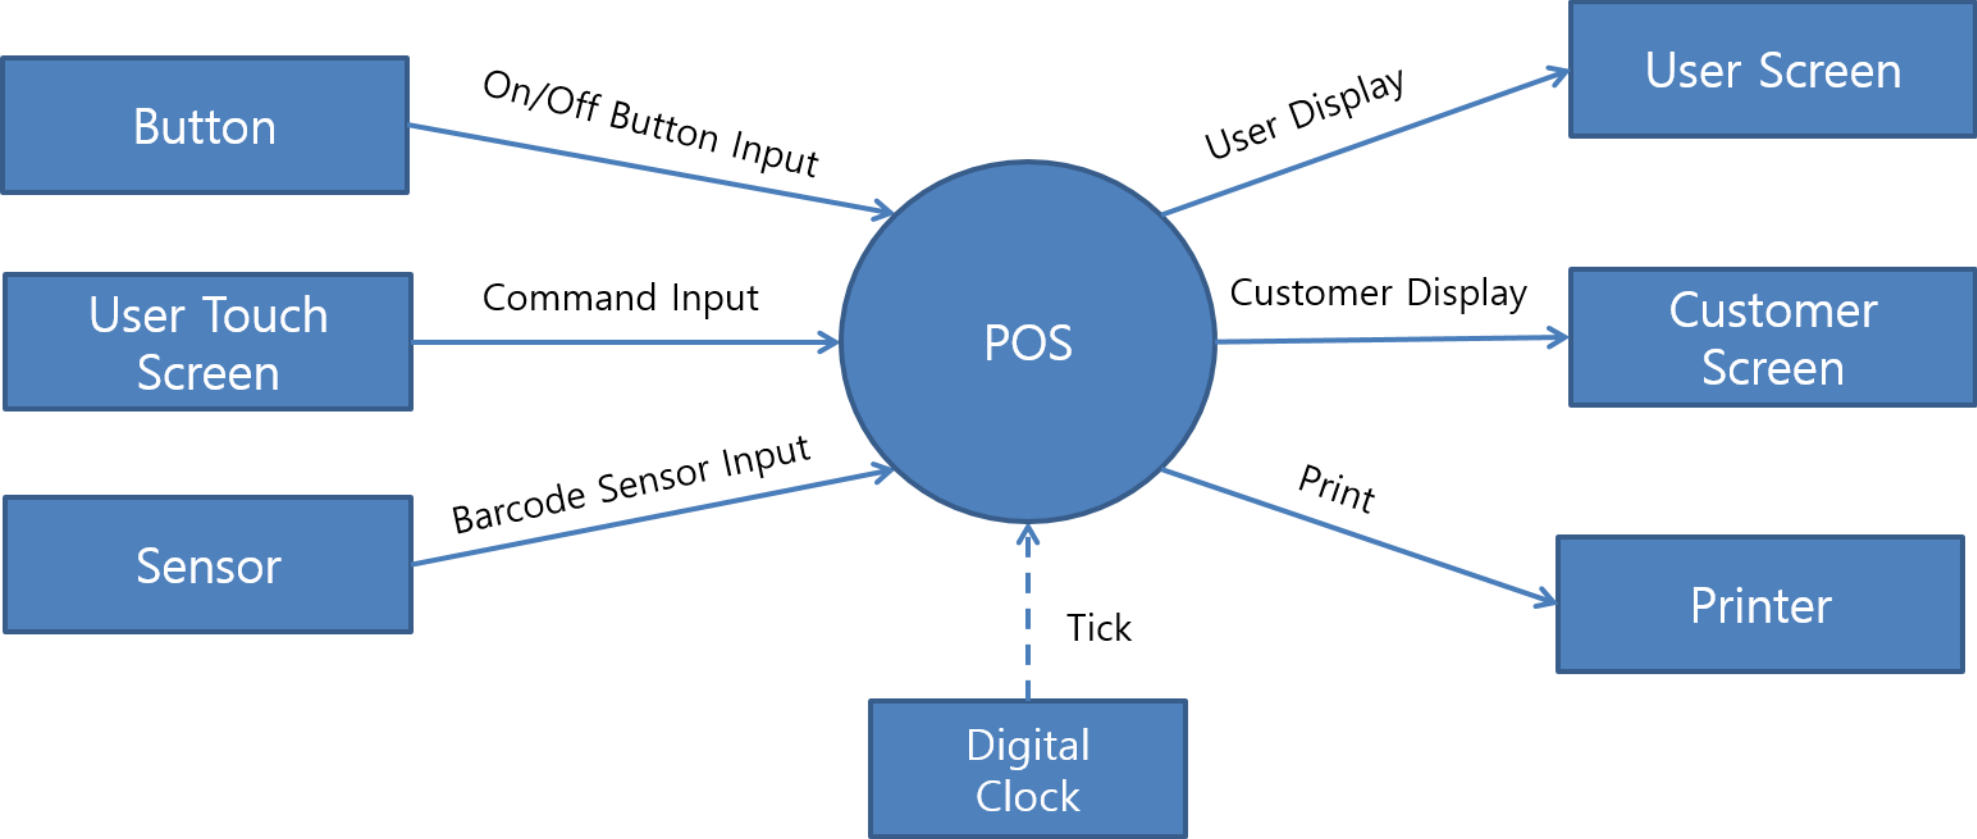 Button
On/Off Button Input
User Display
User Screen
User Touch
Screen
Command Input
POS
Customer Display
Customer
Screen
Sensor
Barcode Sensor Input
Print
Printer
Tick
Digital
Clock